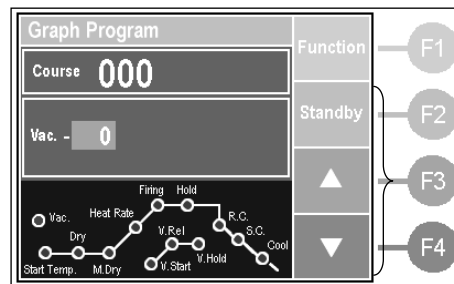 Graph Program
Function
F1
Course 000
Standby
F2
Vac. - 0
F3
Firing Hold
Vac.
Heat Rate
R.C.
Dry
V.Rel
S.C.
V.Hold
Cool
Start Temp. M.Dry
V.Start
F4